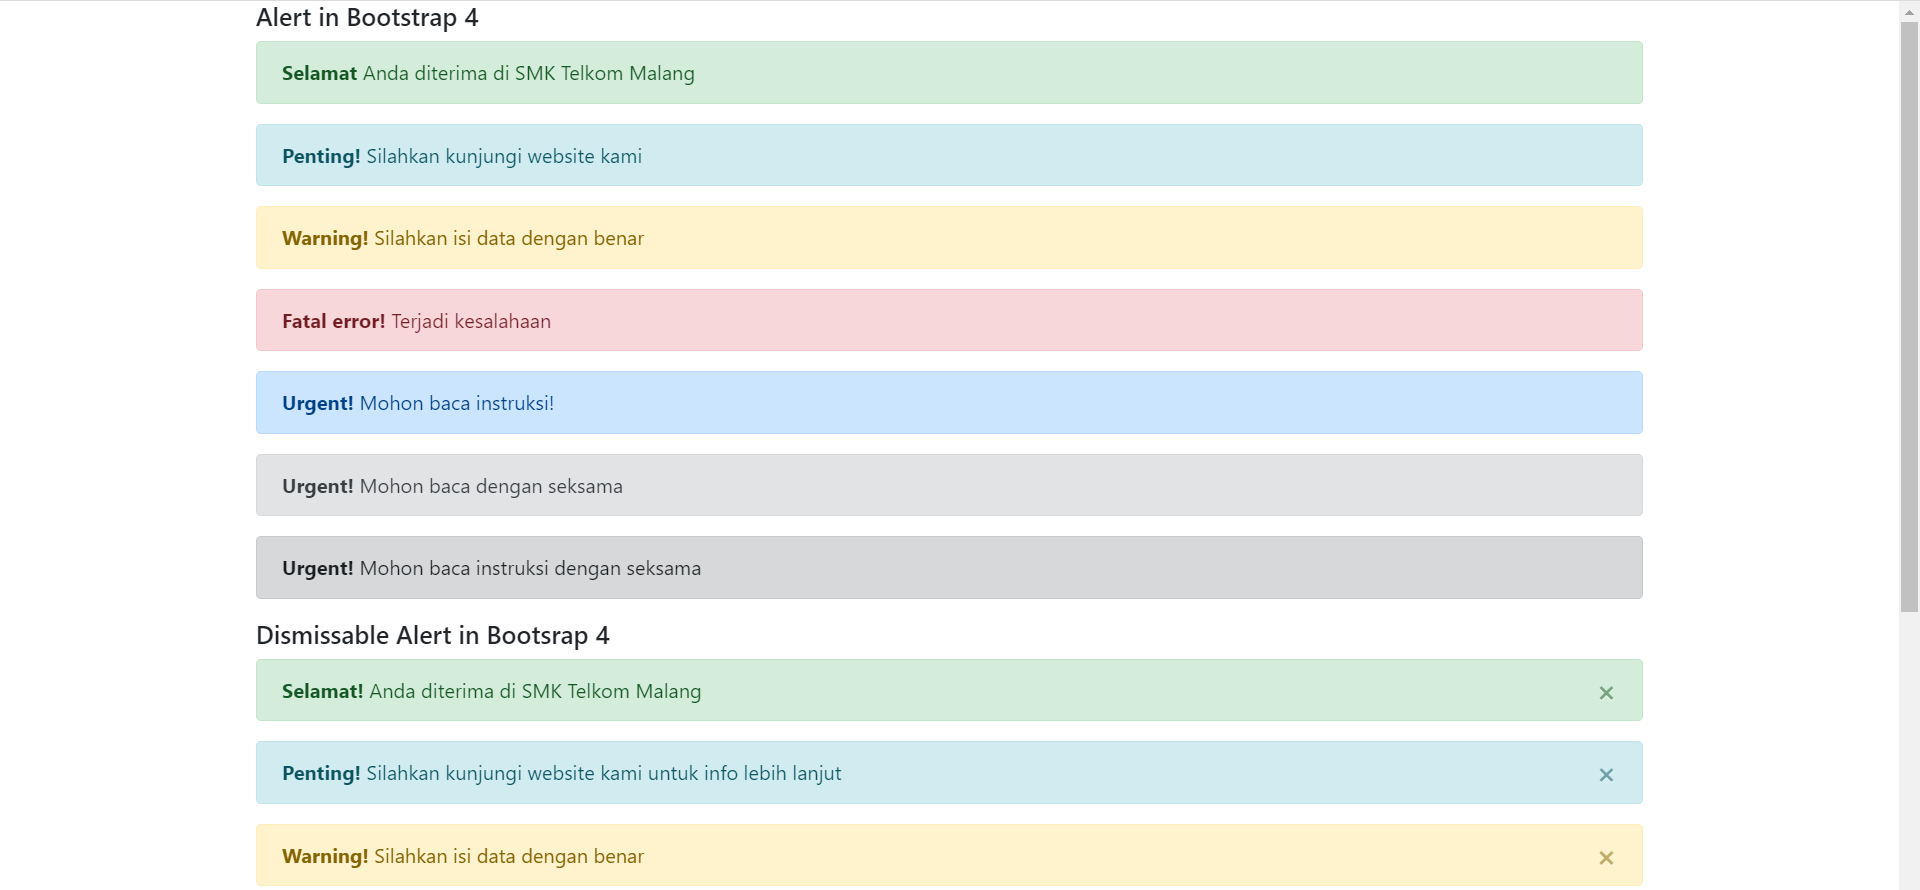 Alert in Bootstrap 4
Selamat Anda diterima di SMK Telkom Malang
Penting! Silahkan kunjungi website kami
Warning! Silahkan isi data dengan benar
Fatal error! Terjadi kesalahaan
Urgent! Mohon baca instruksi!
Urgent! Mohon baca dengan seksama
Urgent! Mohon baca instruksi dengan seksama
Dismissable Alert in Bootsrap 4
Selamat! Anda diterima di SMK Telkom Malang ×
Penting! Silahkan kunjungi website kami untuk info lebih lanjut ×
Warning! Silahkan isi data dengan benar ×